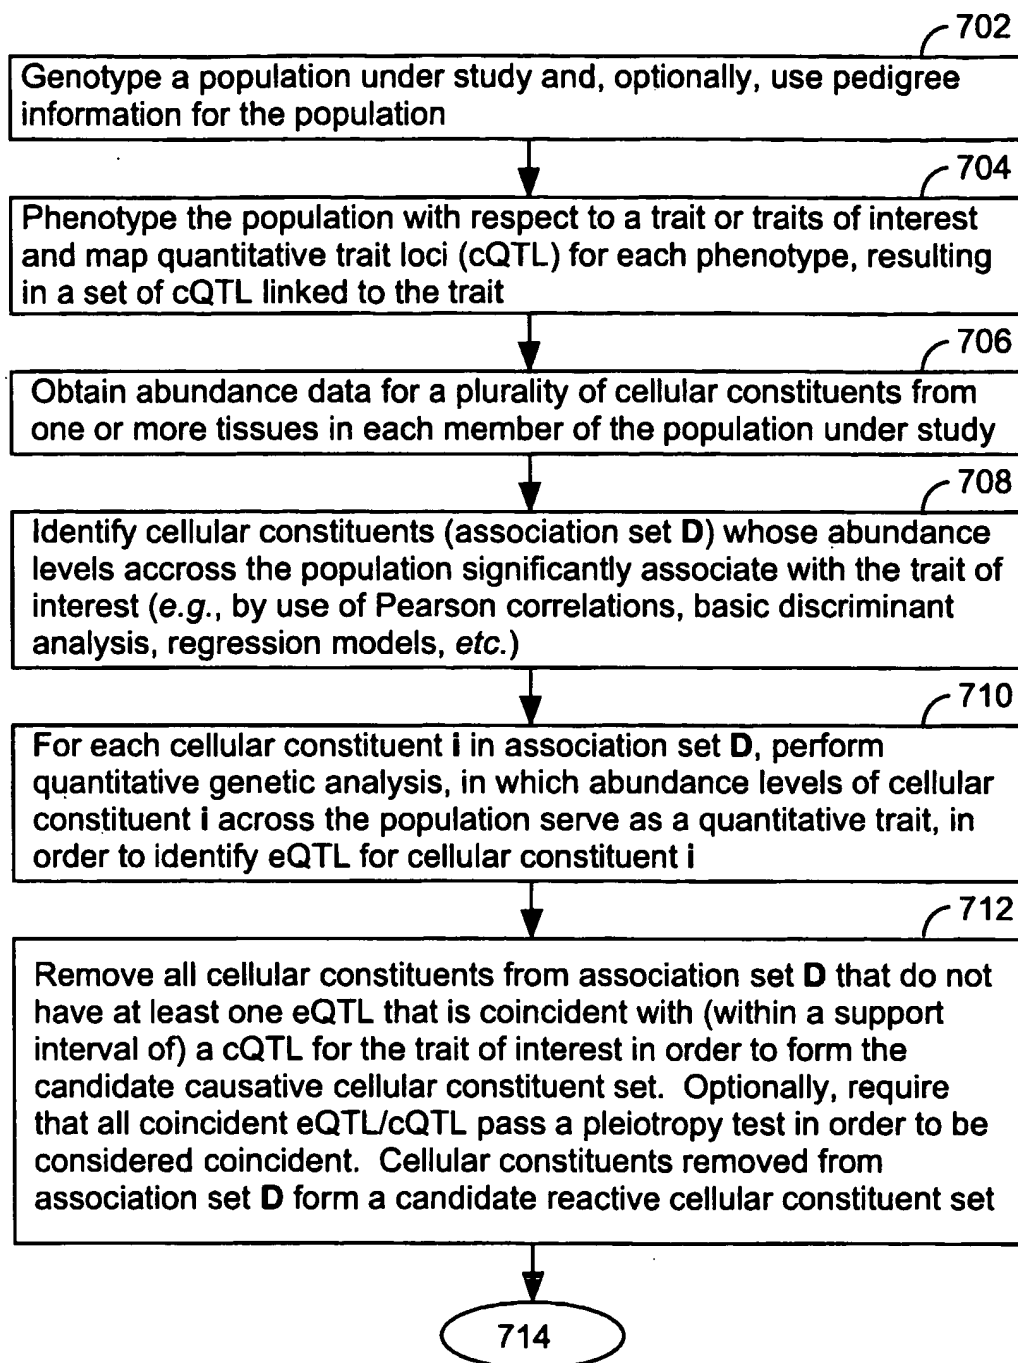 702
Genotype a population under study and, optionally, use pedigree
information for the population
704
Phenotype the population with respect to a trait or traits of interest
and map quantitative trait loci (cQTL) for each phenotype, resulting
in a set of cQTL linked to the trait
706
Obtain abundance data for a plurality of cellular constituents from
one or more tissues in each member of the population under study
708
Identify cellular constituents (association set D) whose abundance
levels accross the population significantly associate with the trait of
interest (e.g., by use of Pearson correlations, basic discriminant
analysis, regression models, etc.)
710
For each cellular constituent i in association set D, perform
quantitative genetic analysis, in which abundance levels of cellular
constituent i across the population serve as a quantitative trait, in
order to identify eQTL for cellular constituent i
712
Remove all cellular constituents from association set D that do not
have at least one eQTL that is coincident with (within a support
interval of) a cQTL for the trait of interest in order to form the
candidate causative cellular constituent set. Optionally, require
that all coincident eQTL/cQTL pass a pleiotropy test in order to be
considered coincident. Cellular constituents removed from
association set D form a candidate reactive cellular constituent set
714